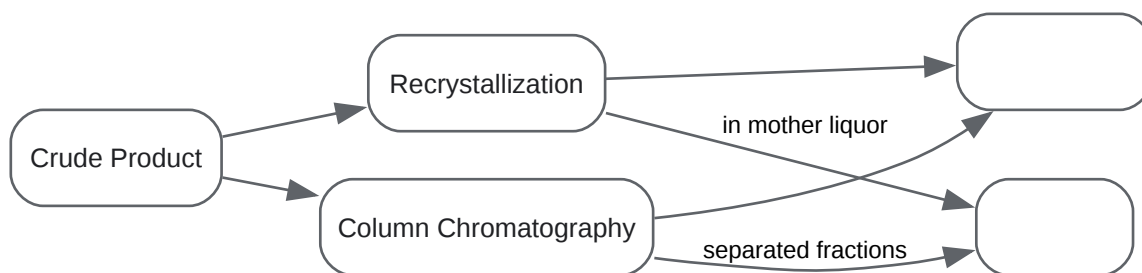 Recrystallization
in mother liquor
Crude Product
Column Chromatography
separated fractions